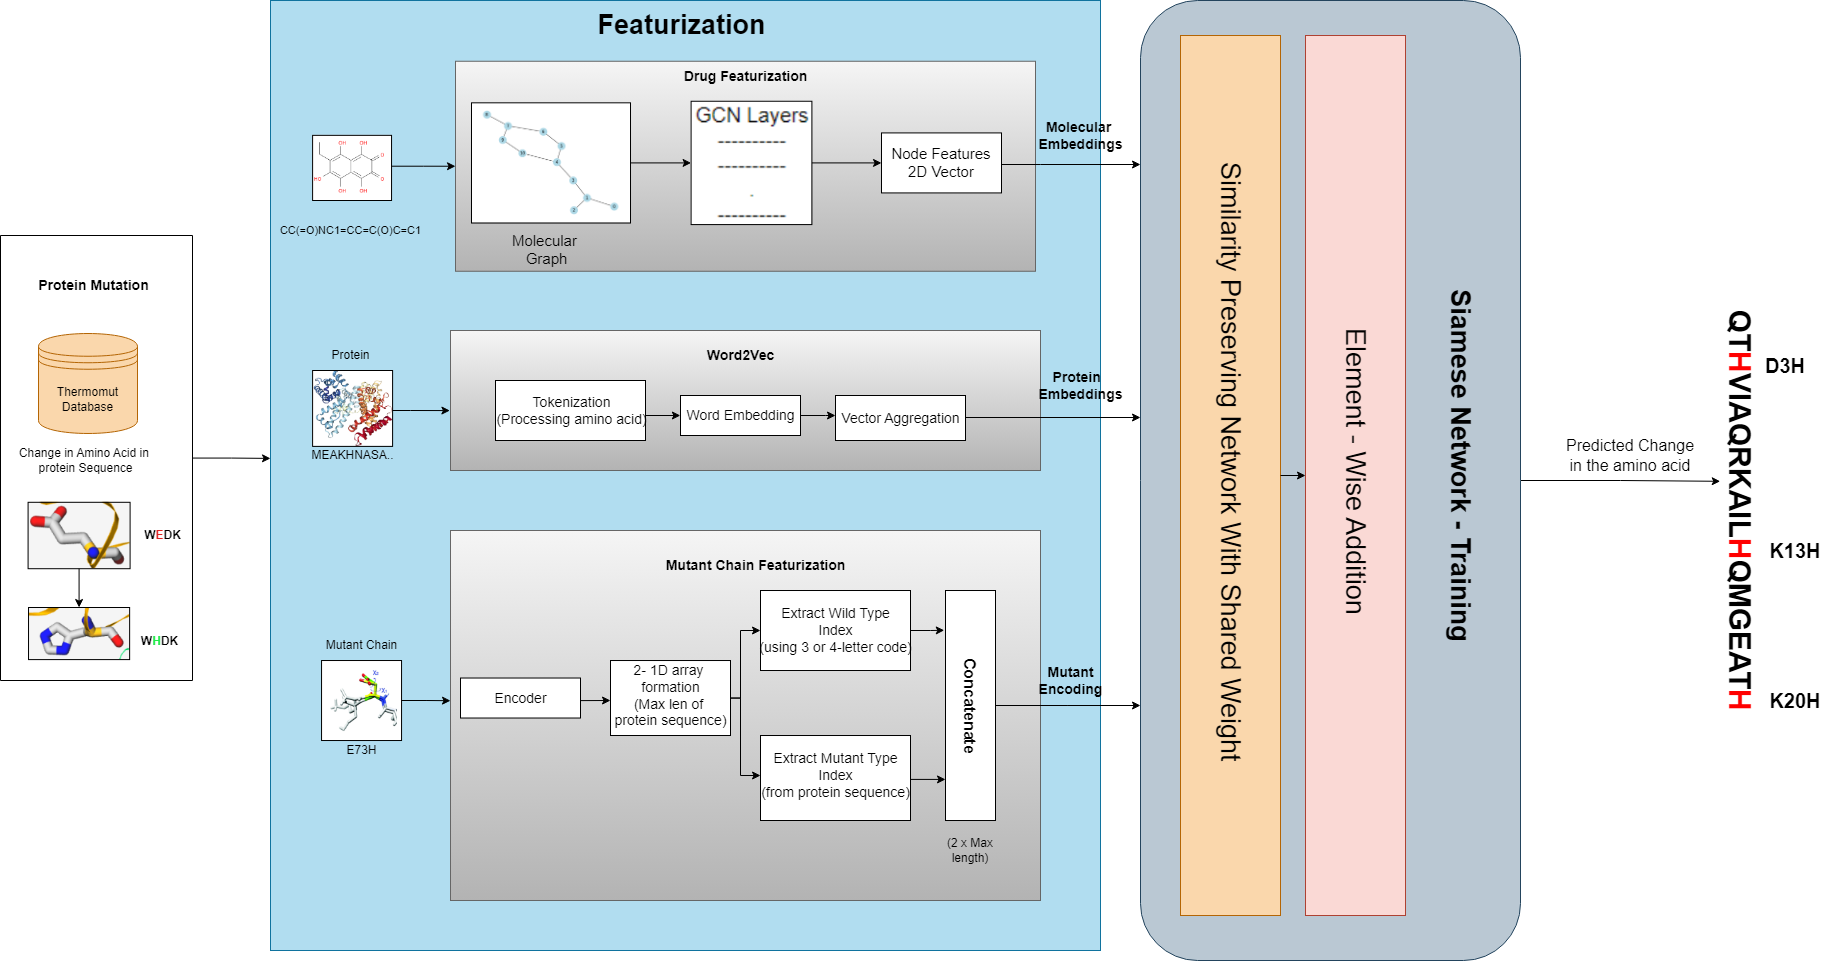 Featurization
Drug Featurization
GCN Layers
Node Features
2D Vector
Molecular
Embeddings
CC(=O)NC1=CC=C(O)C=C1
Molecular
Graph
Protein Mutation
Thermomut
Database
Change in Amino Acid in
protein Sequence
WEDK
WHDK
Protein
MEAKHNASA..
Word2Vec
Tokenization
(Processing amino acid)
Word Embedding
Vector Aggregation
Protein
Embeddings
Mutant Chain
E73H
Mutant Chain Featurization
Encoder
2- 1D array
formation
(Max len of
protein sequence)
Extract Wild Type
Index
(using 3 or 4-letter code)
Extract Mutant Type
Index
(from protein sequence)
Concatenate
(2 x Max
length)
Mutant
Encoding
Similarity Preserving Network With Shared Weight
Element - Wise Addition
Siamese Network - Training
Predicted Change
in the amino acid
QTHVIAQRKAILHQMGEATH
D3H
K13H
K20H